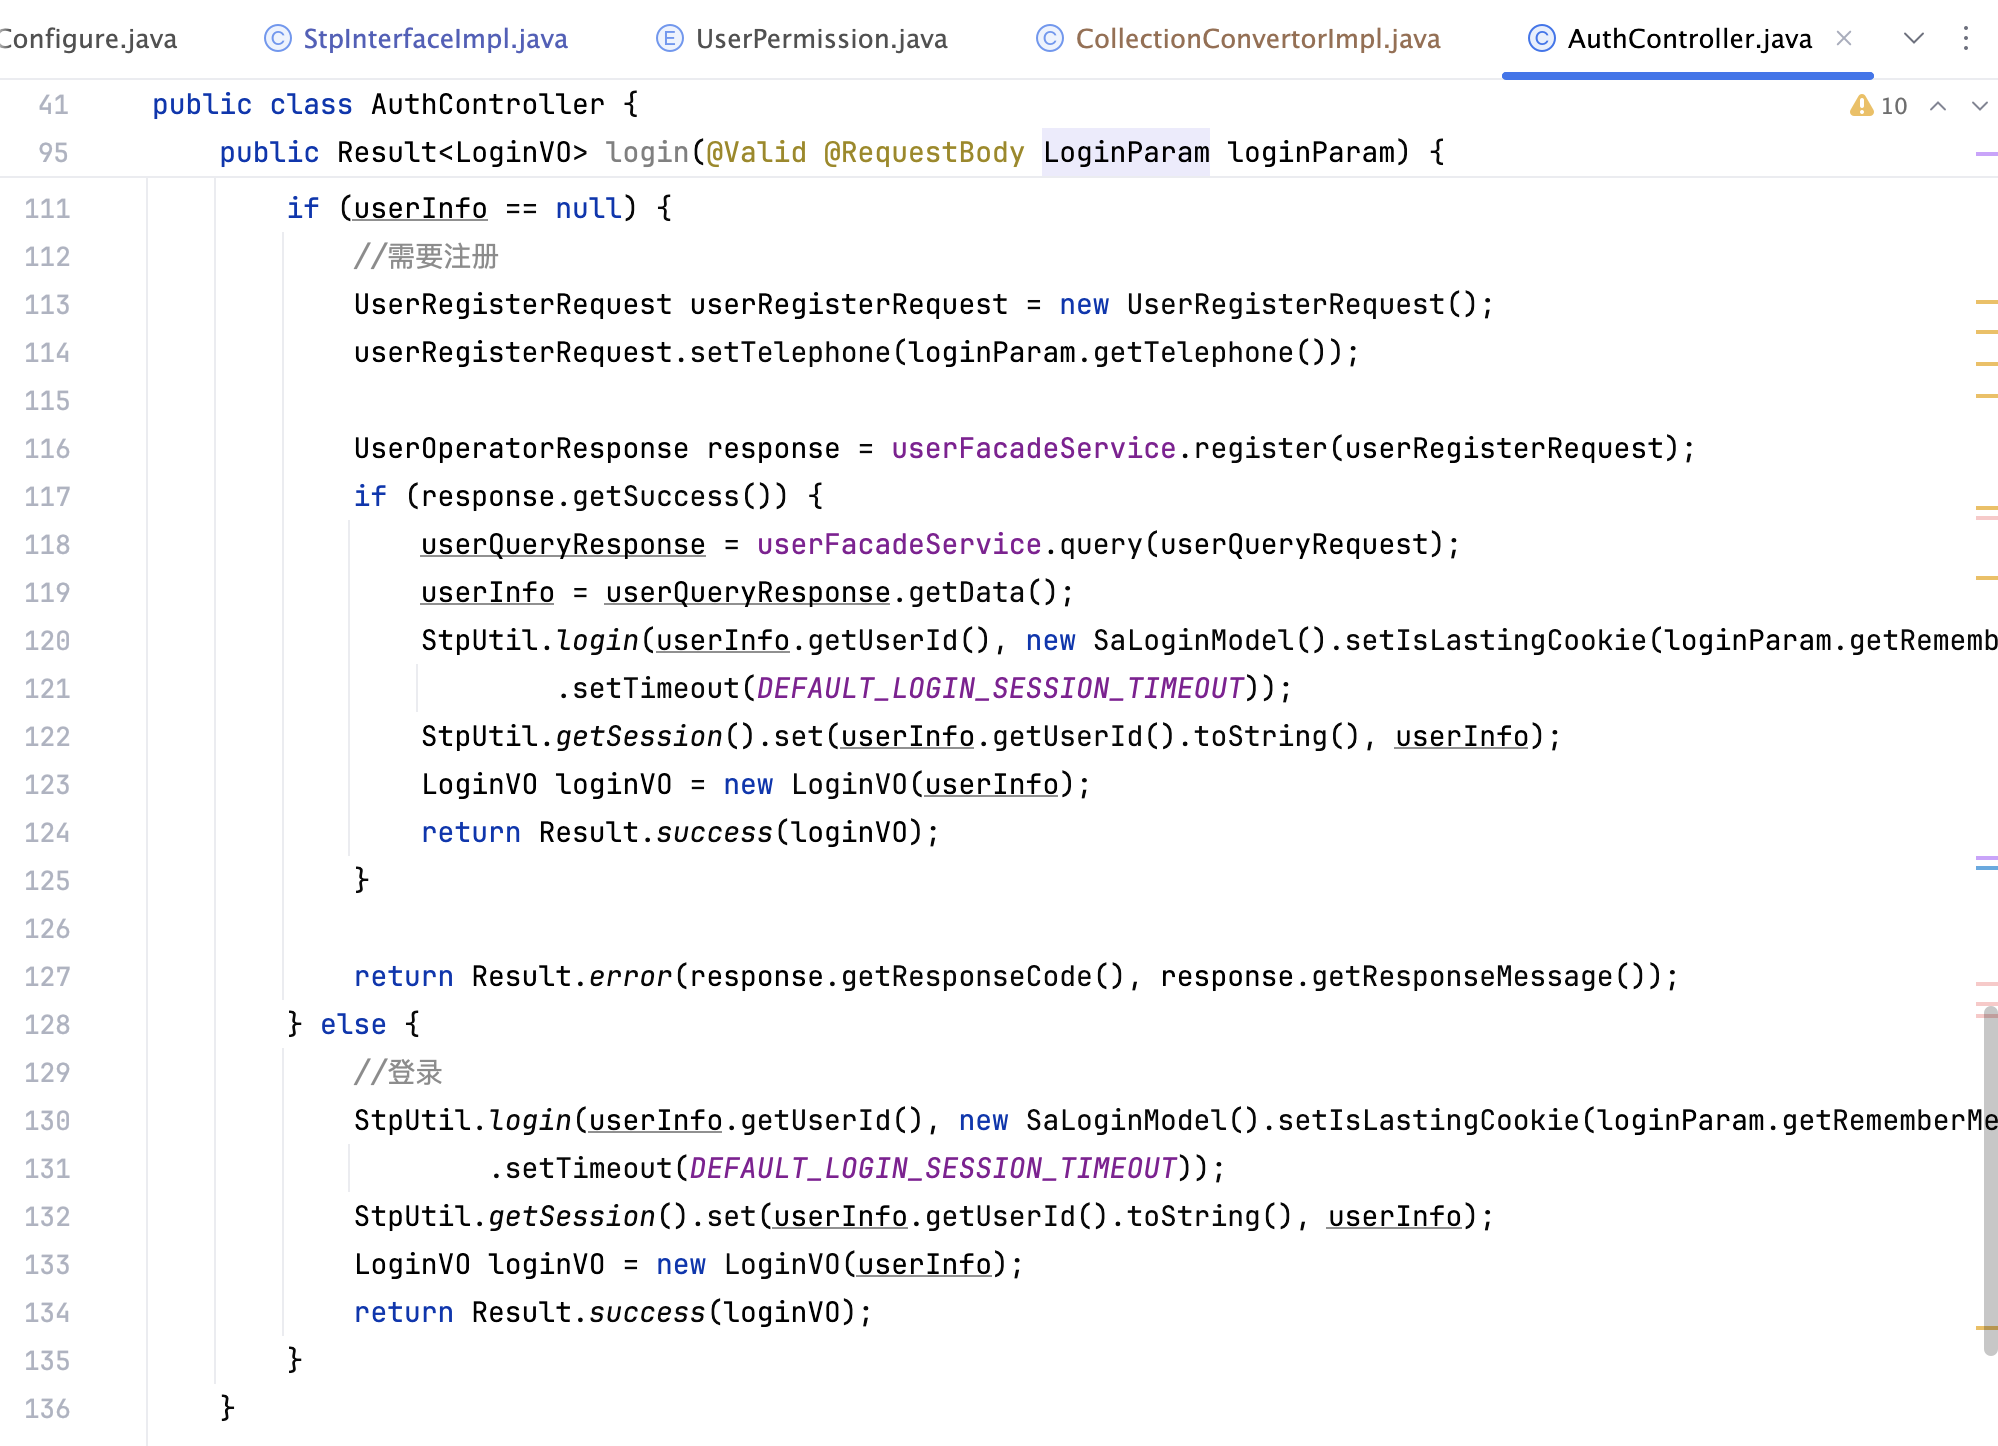 Configure.java StpInterfaceImpl.java UserPermission.java CollectionConvertorImpl.java AuthController.java
41 public class AuthController { 10
95 public Result<LoginVO> login(@Valid @RequestBody LoginParam loginParam) {
111 if (userInfo == null) {
112 //需要注册
113 UserRegisterRequest userRegisterRequest = new UserRegisterRequest();
114 userRegisterRequest.setTelephone(loginParam.getTelephone());
115
116 UserOperatorResponse response = userFacadeService.register(userRegisterRequest);
117 if (response.getSuccess()) {
118 userQueryResponse = userFacadeService.query(userQueryRequest);
119 userInfo = userQueryResponse.getData();
120 StpUtil.login(userInfo.getUserId(), new SaLoginModel().setIsLastingCookie(loginParam.getRememb
121 .setTimeout(DEFAULT_LOGIN_SESSION_TIMEOUT));
122 StpUtil.getSession().set(userInfo.getUserId().toString(), userInfo);
123 LoginVO loginVO = new LoginVO(userInfo);
124 return Result.success(loginVO);
125 }
126
127 return Result.error(response.getResponseCode(), response.getResponseMessage());
128 } else {
129 //登录
130 StpUtil.login(userInfo.getUserId(), new SaLoginModel().setIsLastingCookie(loginParam.getRememberMe
131 .setTimeout(DEFAULT_LOGIN_SESSION_TIMEOUT));
132 StpUtil.getSession().set(userInfo.getUserId().toString(), userInfo);
133 LoginVO loginVO = new LoginVO(userInfo);
134 return Result.success(loginVO);
135 }
136 }